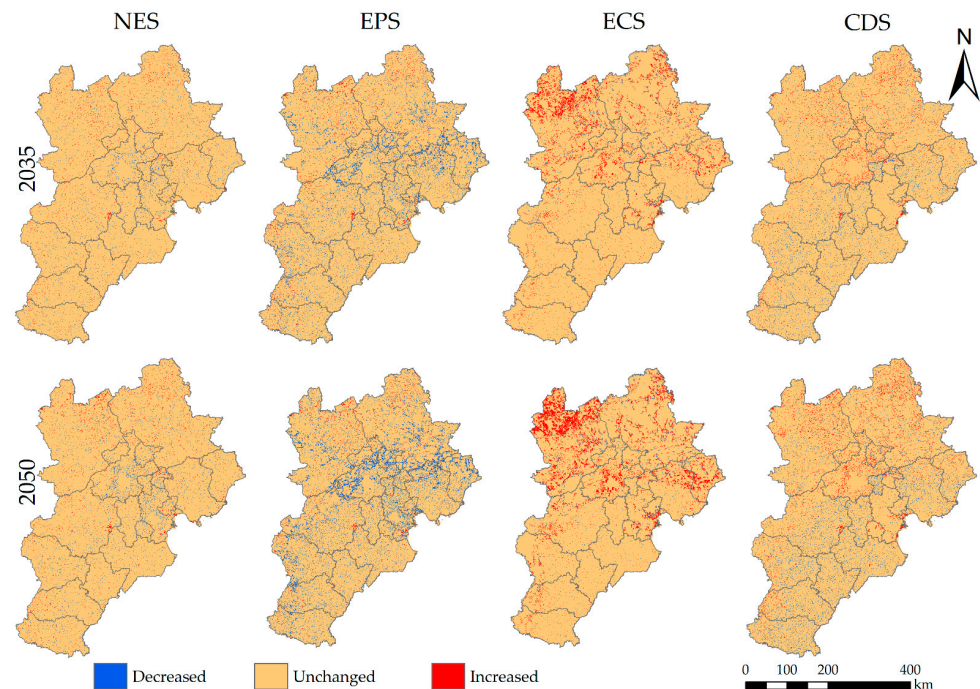 NES EPS ECS CDS
N
2035
2050
Decreased Unchanged Increased
0 100 200 400
km